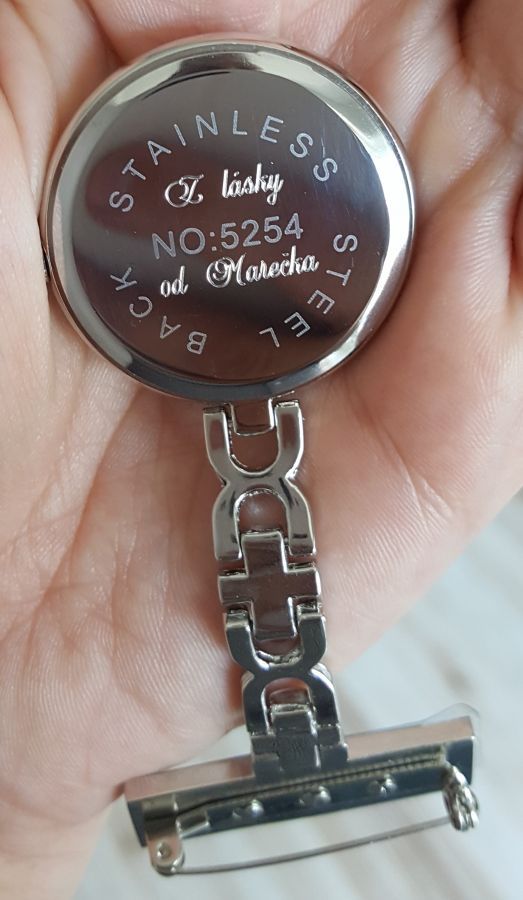 STAINLESS STEEL BACK
Z lásky
NO:5254
od Marečka